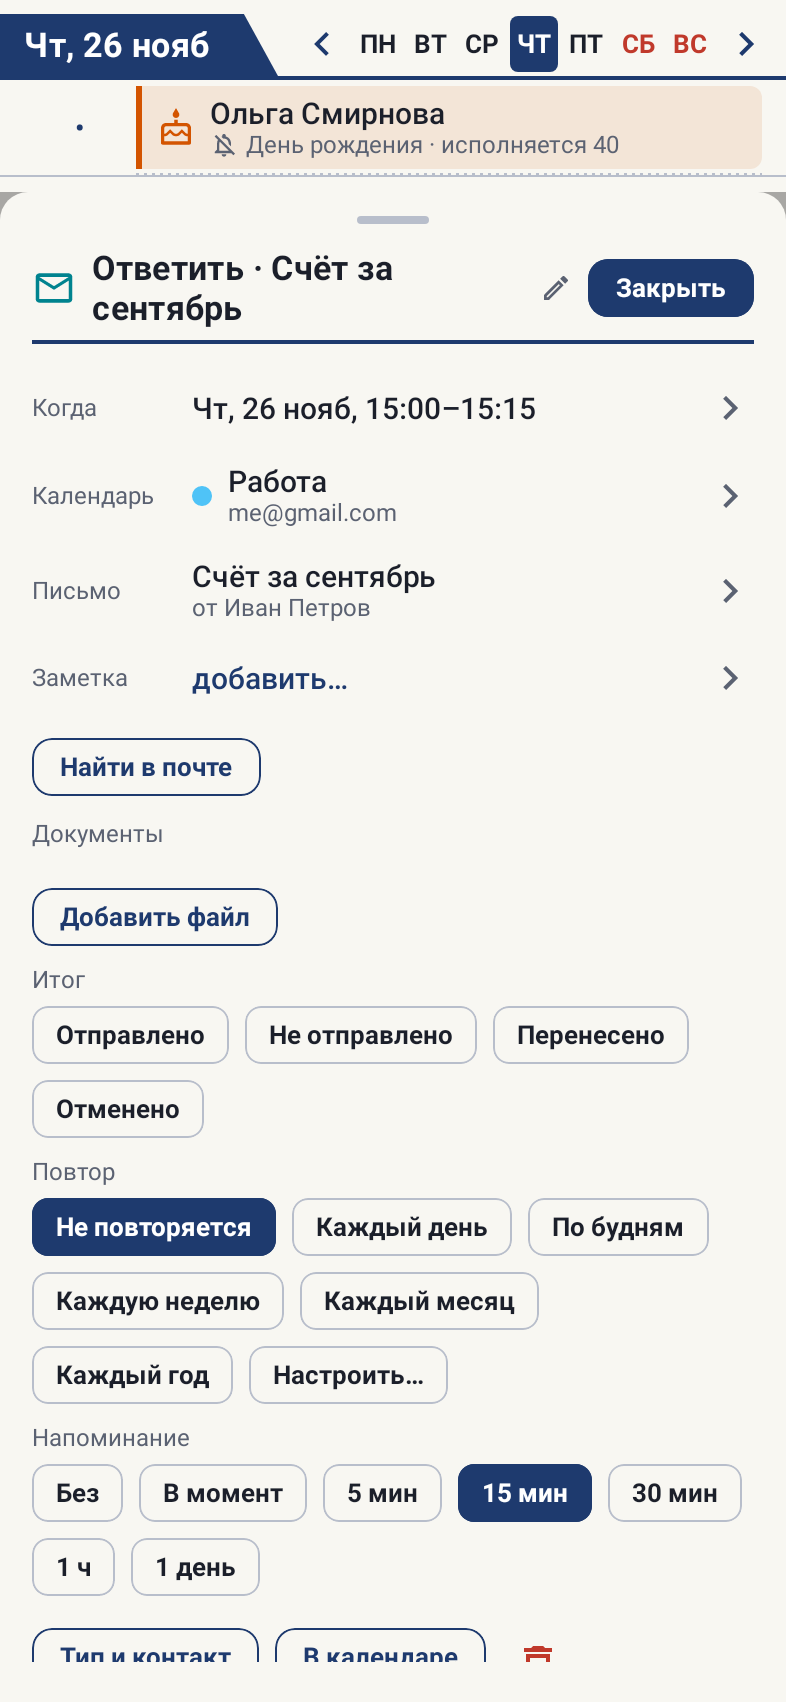 Чт, 26 нояб
ПН ВТ СР ЧТ ПТ СБ ВС
Ольга Смирнова
День рождения · исполняется 40
Ответить · Счёт за
сентябрь
Закрыть
Когда
Чт, 26 нояб, 15:00–15:15
Календарь
Работа
me@gmail.com
Письмо
Счёт за сентябрь
от Иван Петров
Заметка
добавить…
Найти в почте
Документы
Добавить файл
Итог
Отправлено Не отправлено Перенесено
Отменено
Повтор
Не повторяется Каждый день По будням
Каждую неделю Каждый месяц
Каждый год Настроить…
Напоминание
Без В момент 5 мин 15 мин 30 мин
1 ч 1 день
Тип и контакт В календаре